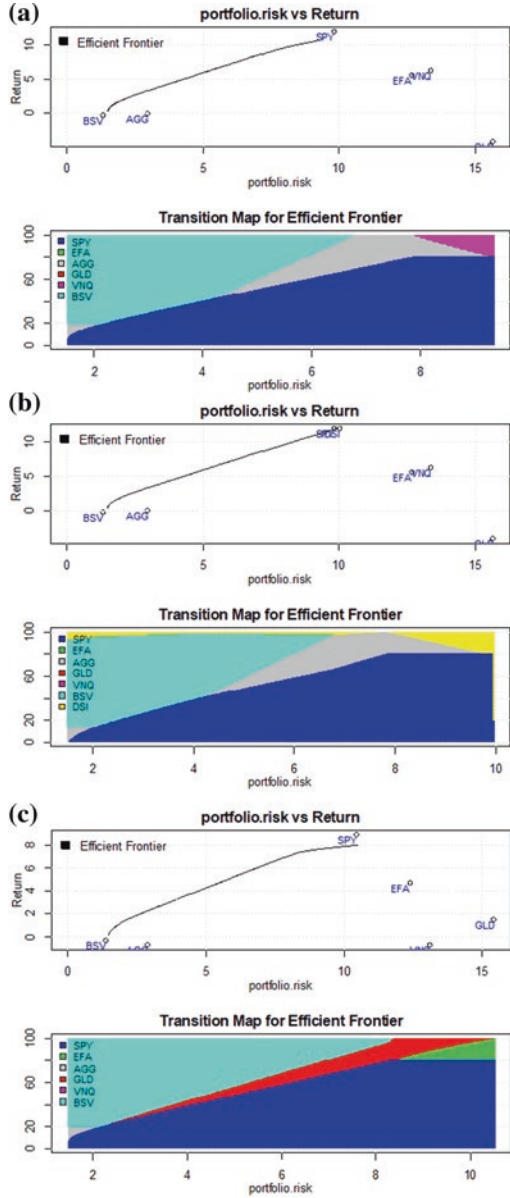 (a)
portfolio.risk vs Return
Efficient Frontier
Return
0 5 10
SPY
EFA
VNQ
BSV
AGG
0 5 10 15
portfolio.risk
Transition Map for Efficient Frontier
0 20 60 100
SPY
EFA
AGG
GLD
VNQ
BSV
2 4 6 8
portfolio.risk
(b)
portfolio.risk vs Return
Efficient Frontier
Return
0 5 10
DSI
EFA
VNQ
BSV
AGG
0 5 10 15
portfolio.risk
Transition Map for Efficient Frontier
0 20 60 100
SPY
EFA
AGG
GLD
VNQ
BSV
DSI
2 4 6 8 10
portfolio.risk
(c)
portfolio.risk vs Return
Efficient Frontier
Return
0 2 4 6 8
SPY
EFA
GLD
BSV
0 5 10 15
portfolio.risk
Transition Map for Efficient Frontier
0 20 60 100
SPY
EFA
AGG
GLD
VNQ
BSV
2 4 6 8 10
portfolio.risk